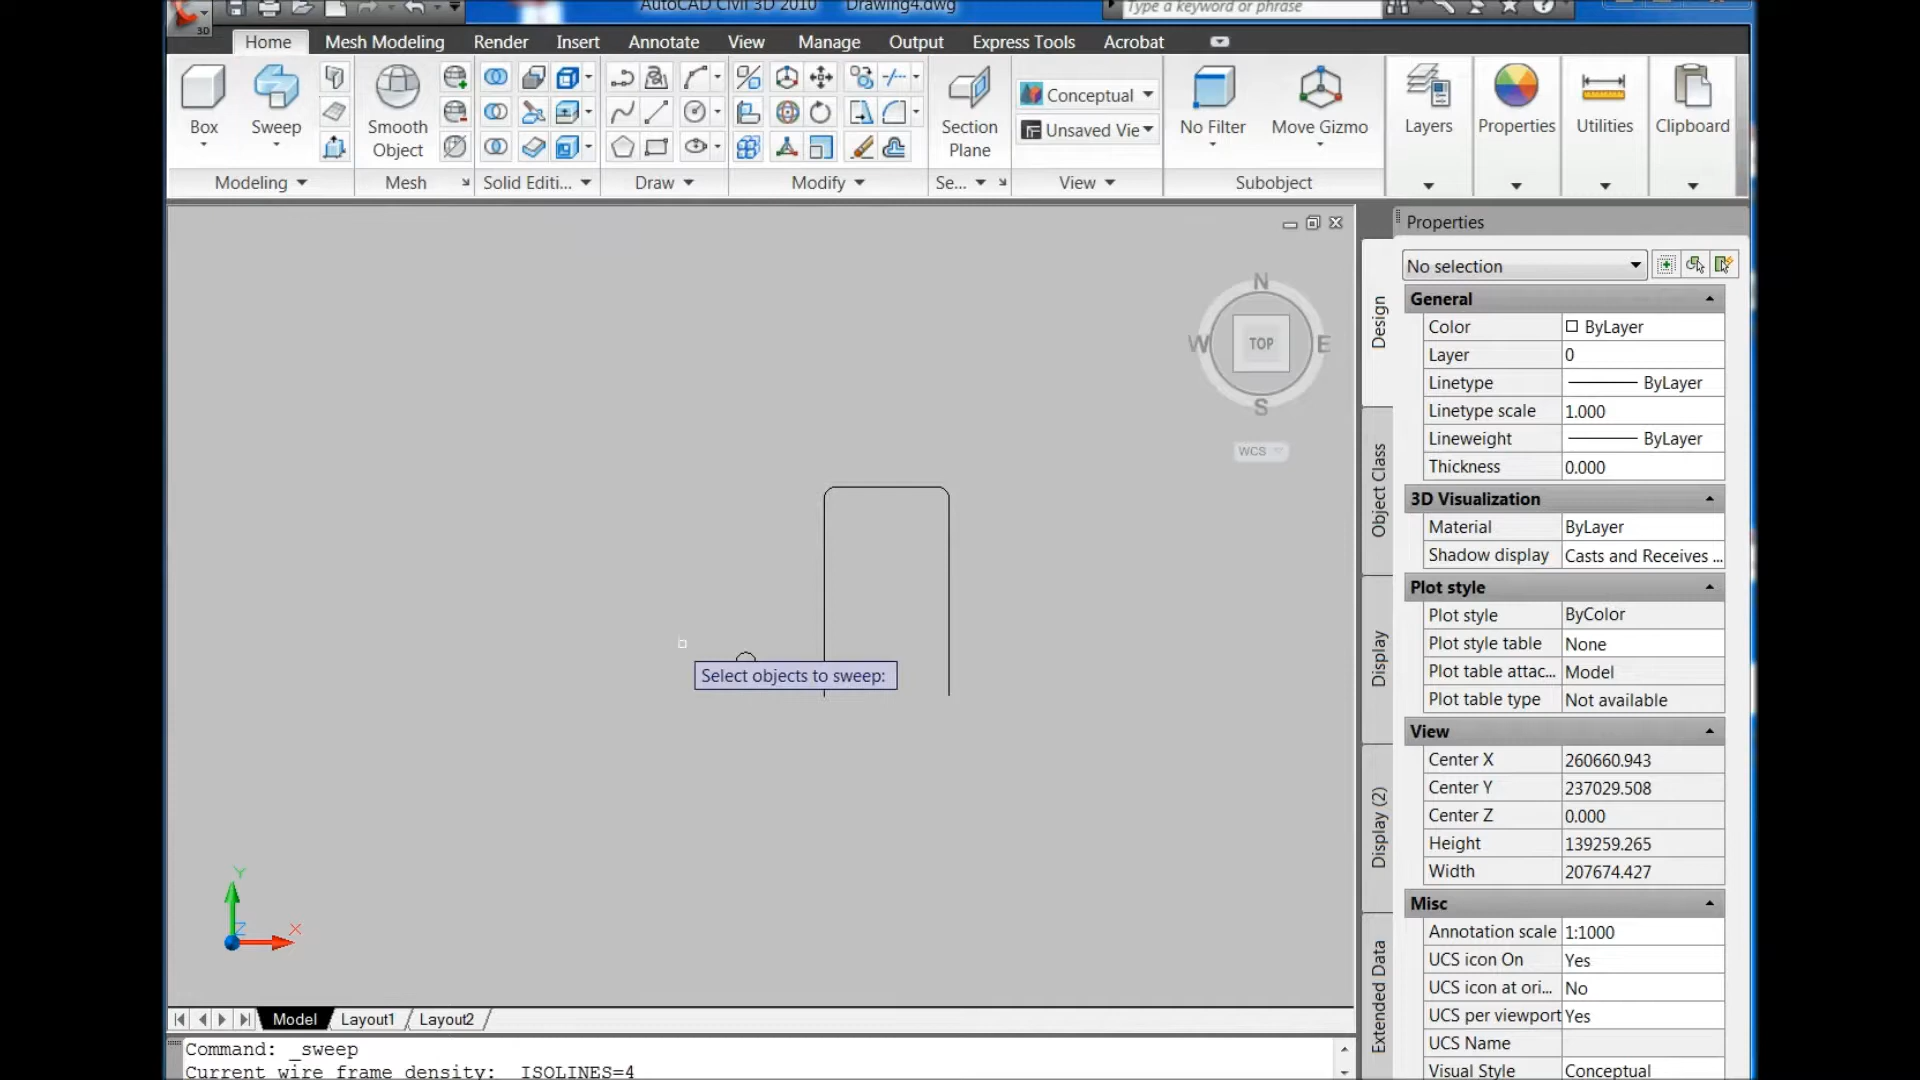 AutoCAD Civil 3D 2010 Drawing4.dwg
Type a keyword or phrase
3D
Home Mesh Modeling Render Insert Annotate View Manage Output Express Tools Acrobat
Box
Sweep
Smooth Object
Section Plane
Conceptual
Unsaved Vie
No Filter
Move Gizmo
Layers
Properties
Utilities
Clipboard
Modeling Mesh Solid Editi... Draw Modify Se... View Subobject
N
W TOP E
S
WCS
Select objects to sweep:
Y
Z X
Design
Object Class
Display
Display (2)
Extended Data
Properties
No selection
General
Color ByLayer
Layer 0
Linetype ByLayer
Linetype scale 1.000
Lineweight ByLayer
Thickness 0.000
3D Visualization
Material ByLayer
Shadow display Casts and Receives ...
Plot style
Plot style ByColor
Plot style table None
Plot table attac... Model
Plot table type Not available
View
Center X 260660.943
Center Y 237029.508
Center Z 0.000
Height 139259.265
Width 207674.427
Misc
Annotation scale 1:1000
UCS icon On Yes
UCS icon at ori... No
UCS per viewport Yes
UCS Name
Visual Style Conceptual
Model Layout1 Layout2
Command: _sweep
Current wire frame density: ISOLINES=4